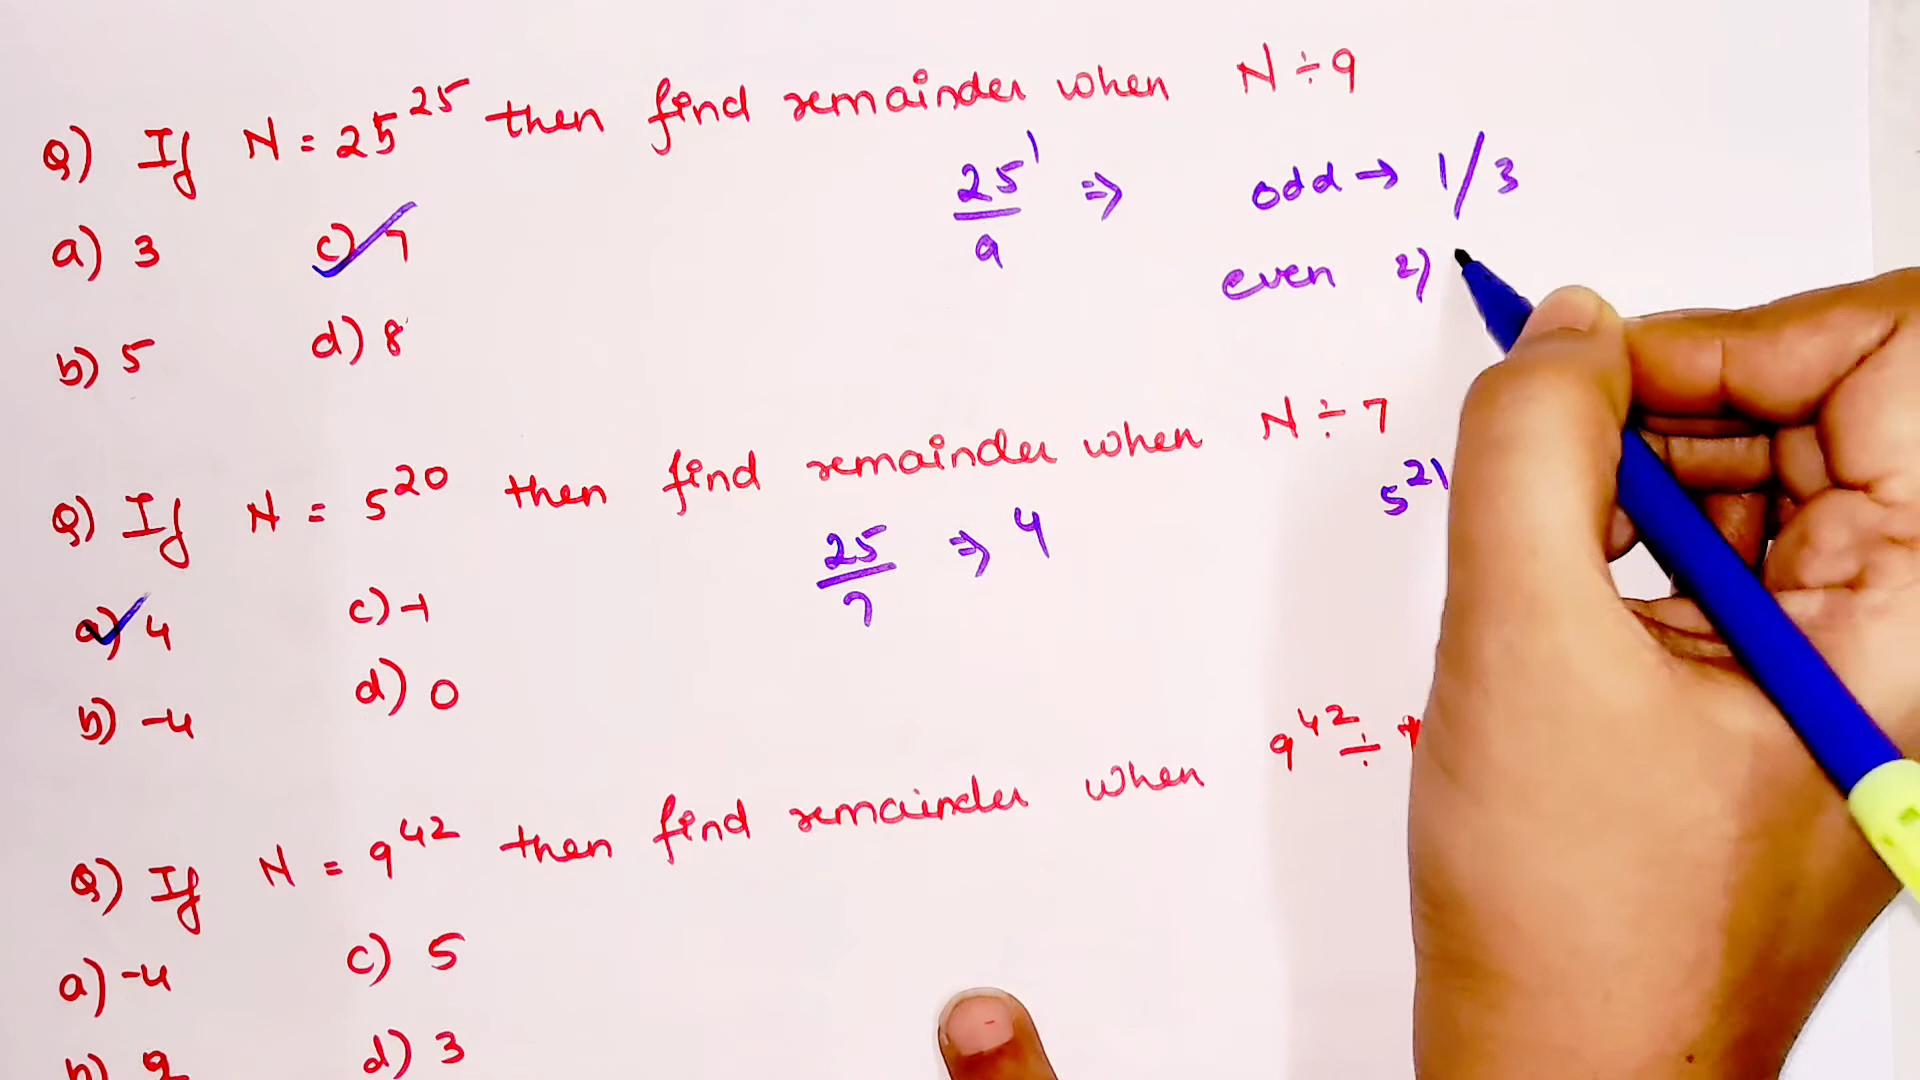 Q) If N = 25^25 then find remainder when N ÷ 9
25^1 / 9 ⇒ odd → 1/3
a) 3 c) 7
even 2)
b) 5 d) 8
Q) If N = 5^20 then find remainder when N ÷ 7
5^21
25 / 7 ⇒ 4
a) 4 c) -1
b) -4 d) 0
Q) If N = 9^42 then find remainder when 9^42 ÷
a) -4 c) 5
b) 2 d) 3